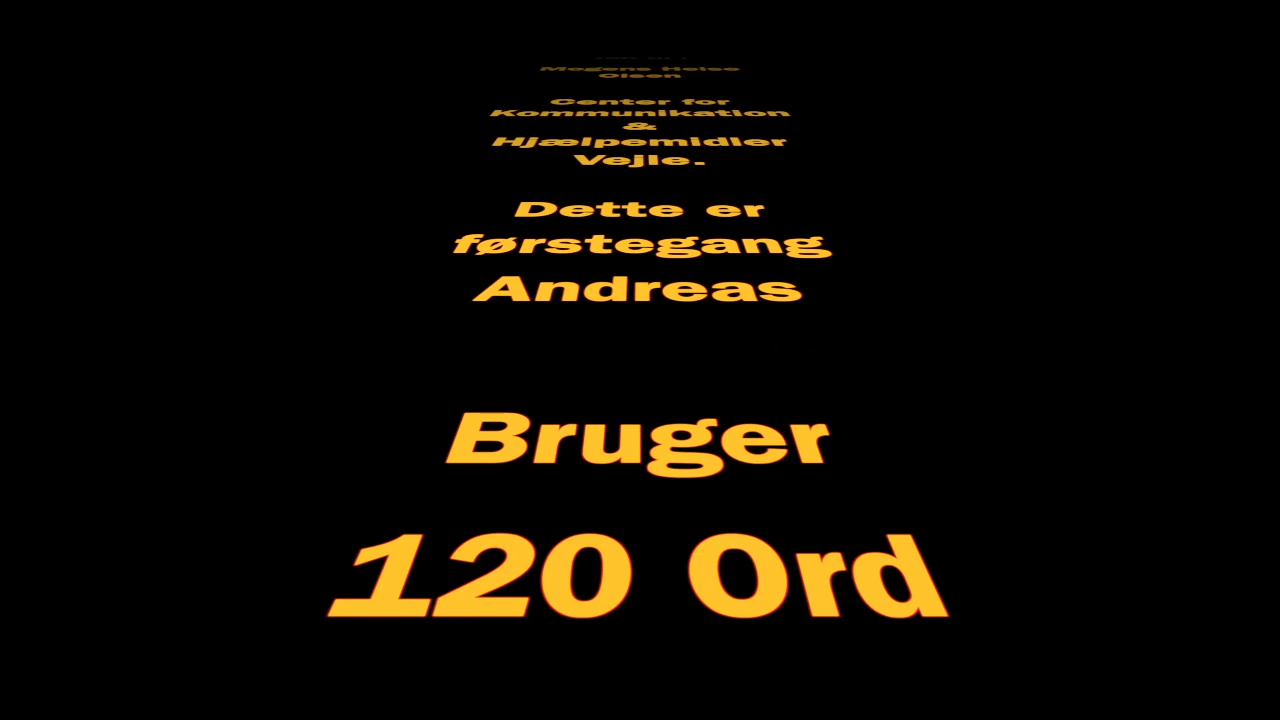 Mogens Heise
Olsen
Center for
Kommunikation
&
Hjælpemidler
Vejle.
Dette er
førstegang
Andreas
Bruger
120 Ord